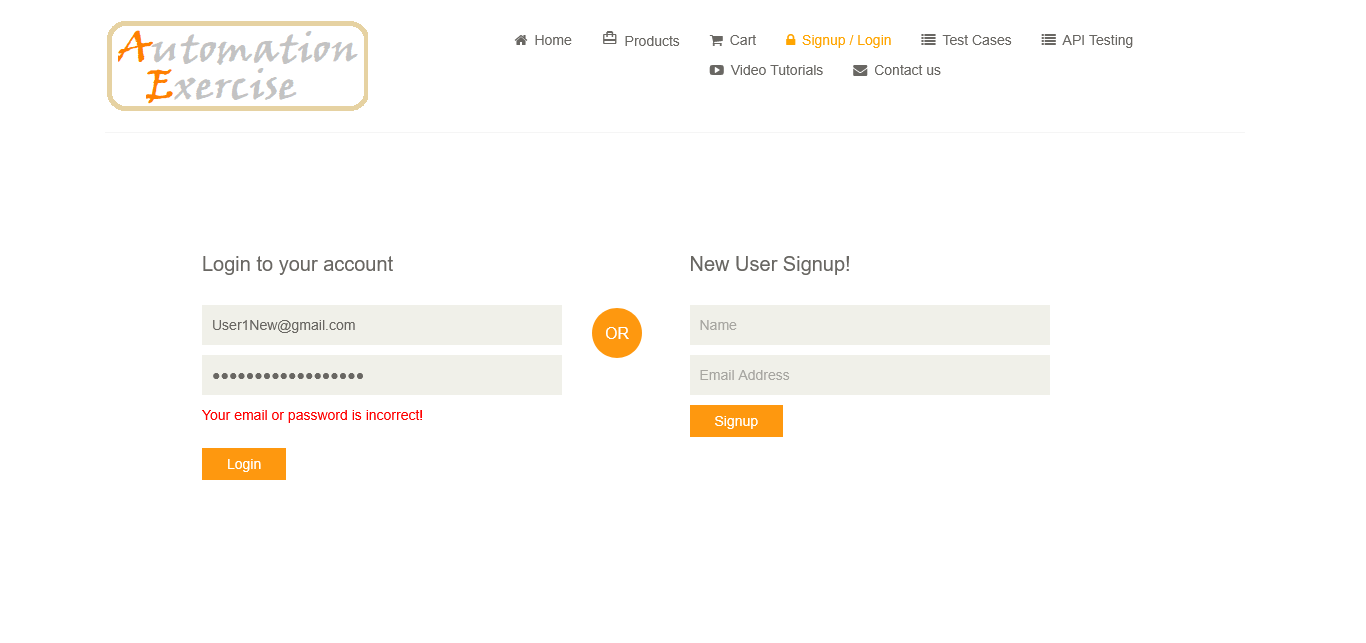 Automation
Exercise
Home Products Cart Signup / Login Test Cases API Testing
Video Tutorials Contact us
Login to your account
User1New@gmail.com
●●●●●●●●●●●●●●●●●●
Your email or password is incorrect!
Login
OR
New User Signup!
Name
Email Address
Signup